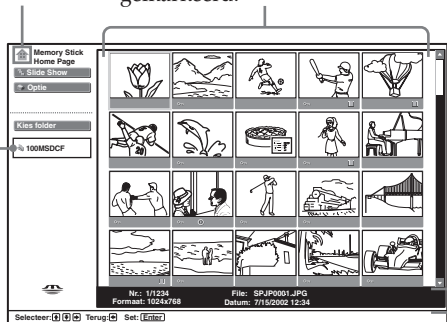 gemarkeerd.
Memory Stick
Home Page
Slide Show
Optie
Kies folder
100MSDCF
Nr.: 1/1234
File: SPJP0001.JPG
Formaat: 1024x768
Datum: 7/15/2002 12:34
Selecteer: Terug: Set: Enter